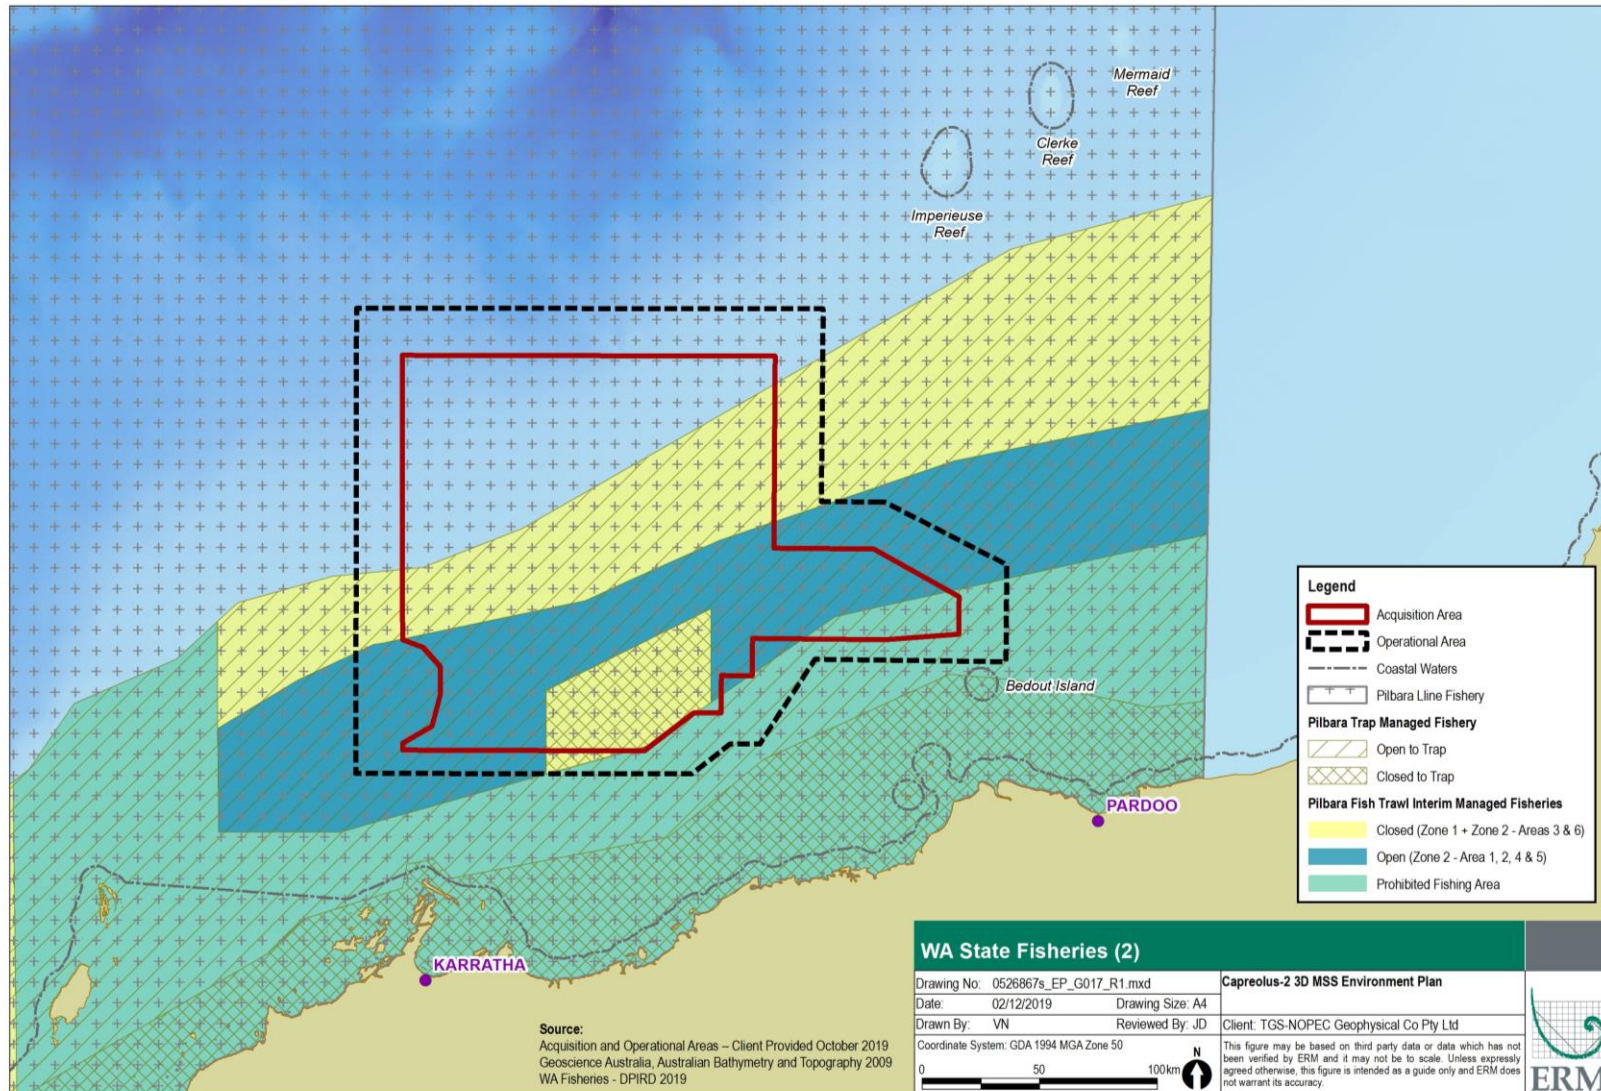 Mermaid
Reef
Clerke
Reef
Imperieuse
Reef
Bedout Island
PARDOO
KARRATHA
Legend
Acquisition Area
Operational Area
Coastal Waters
Pilbara Lline Fishery
Pilbara Trap Managed Fishery
Open to Trap
Closed to Trap
Pilbara Fish Trawl Interim Managed Fisheries
Closed (Zone 1 + Zone 2 - Areas 3 & 6)
Open (Zone 2 - Area 1, 2, 4 & 5)
Prohibited Fishing Area
Source:
Acquisition and Operational Areas – Client Provided October 2019
Geoscience Australia, Australian Bathymetry and Topography 2009
WA Fisheries - DPIRD 2019
WA State Fisheries (2)
Drawing No: 0526867s_EP_G017_R1.mxd
Date: 02/12/2019 Drawing Size: A4
Drawn By: VN Reviewed By: JD
Coordinate System: GDA 1994 MGA Zone 50
0 50 100km
N
Capreolus-2 3D MSS Environment Plan
Client: TGS-NOPEC Geophysical Co Pty Ltd
This figure may be based on third party data or data which has not
been verified by ERM and it may not be to scale. Unless expressly
agreed otherwise, this figure is intended as a guide only and ERM does
not warrant its accuracy.
ERM